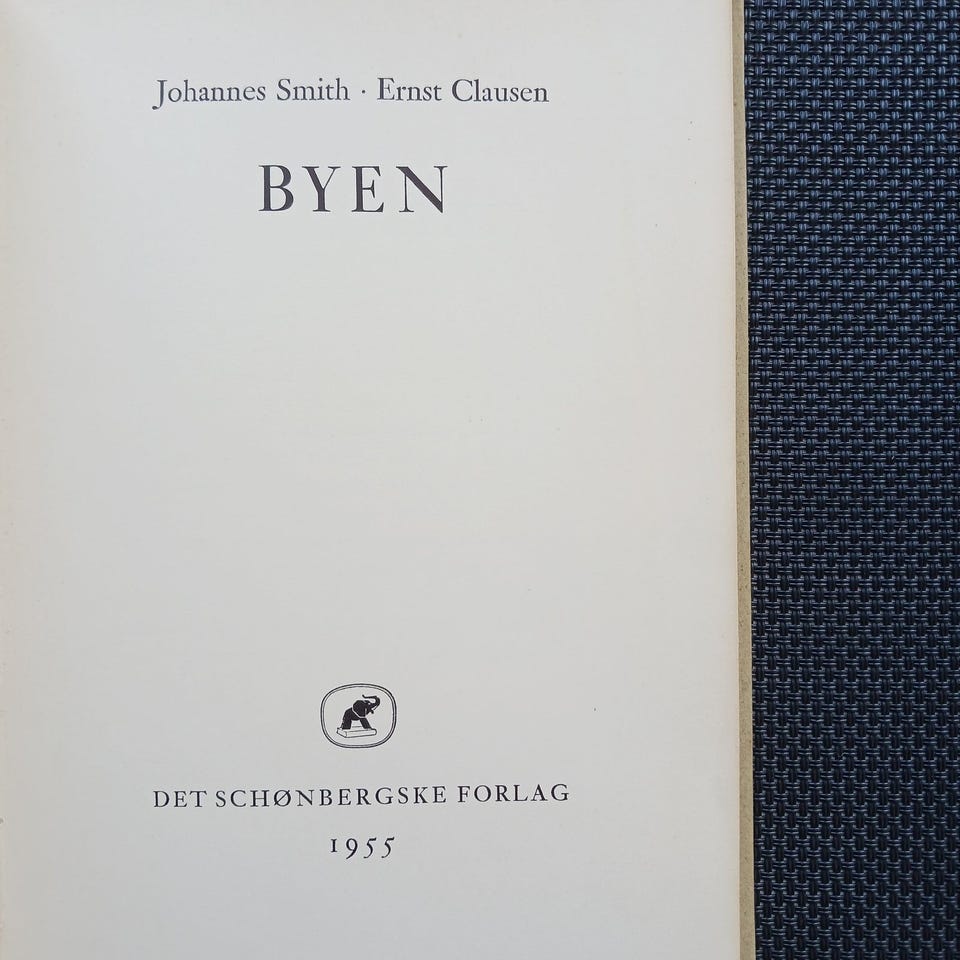 Johannes Smith · Ernst Clausen
BYEN
DET SCHØNBERGSKE FORLAG
1955